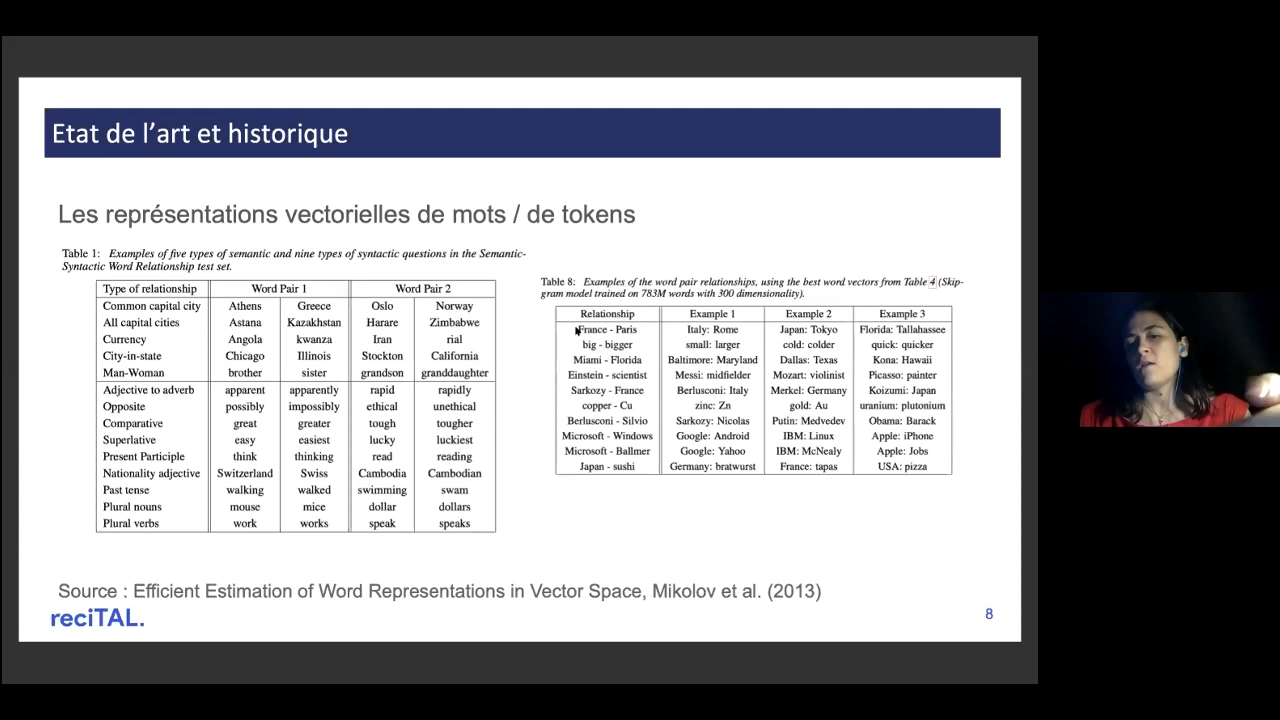 Etat de l'art et historique
Les représentations vectorielles de mots / de tokens
Table 1: Examples of five types of semantic and nine types of syntactic questions in the Semantic-
Syntactic Word Relationship test set.
Type of relationship Word Pair 1 Word Pair 2
Common capital city Athens Greece Oslo Norway
All capital cities Astana Kazakhstan Harare Zimbabwe
Currency Angola kwanza Iran rial
City-in-state Chicago Illinois Stockton California
Man-Woman brother sister grandson granddaughter
Adjective to adverb apparent apparently rapid rapidly
Opposite possibly impossibly ethical unethical
Comparative great greater tough tougher
Superlative easy easiest lucky luckiest
Present Participle think thinking read reading
Nationality adjective Switzerland Swiss Cambodia Cambodian
Past tense walking walked swimming swam
Plural nouns mouse mice dollar dollars
Plural verbs work works speak speaks
Table 8: Examples of the word pair relationships, using the best word vectors from Table 4 (Skip-
gram model trained on 783M words with 300 dimensionality).
Relationship Example 1 Example 2 Example 3
France - Paris Italy: Rome Japan: Tokyo Florida: Tallahassee
big - bigger small: larger cold: colder quick: quicker
Miami - Florida Baltimore: Maryland Dallas: Texas Kona: Hawaii
Einstein - scientist Messi: midfielder Mozart: violinist Picasso: painter
Sarkozy - France Berlusconi: Italy Merkel: Germany Koizumi: Japan
copper - Cu zinc: Zn gold: Au uranium: plutonium
Berlusconi - Silvio Sarkozy: Nicolas Putin: Medvedev Obama: Barack
Microsoft - Windows Google: Android IBM: Linux Apple: iPhone
Microsoft - Ballmer Google: Yahoo IBM: McNealy Apple: Jobs
Japan - sushi Germany: bratwurst France: tapas USA: pizza
Source : Efficient Estimation of Word Representations in Vector Space, Mikolov et al. (2013)
reciTAL.
8